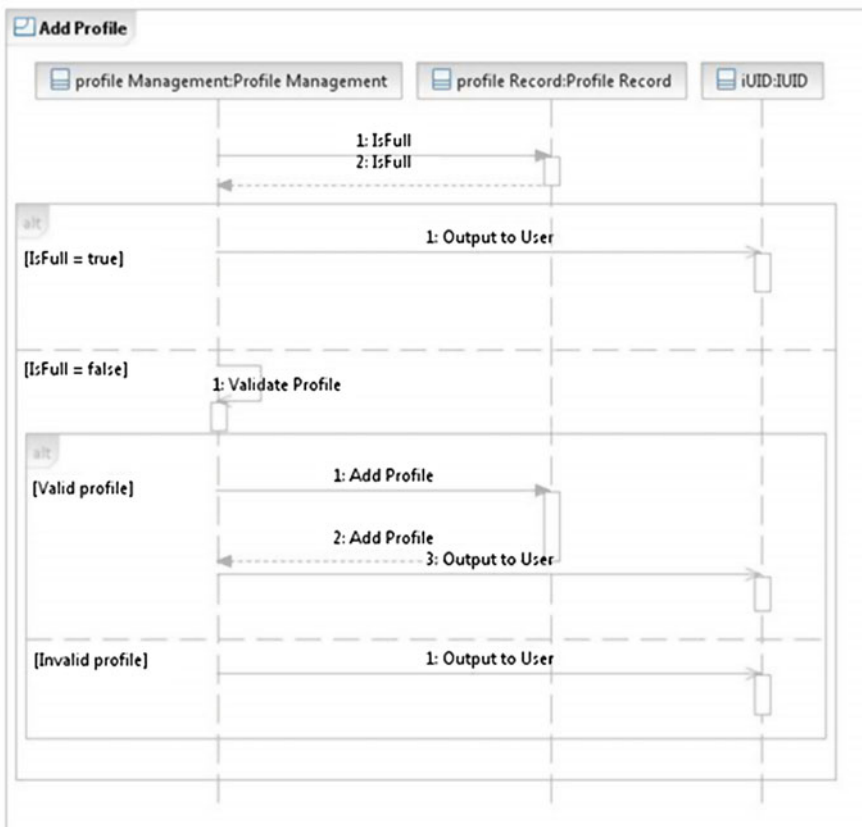 Add Profile
profile Management:Profile Management
profile Record:Profile Record
iUID:IUID
1: IsFull
2: IsFull
alt
1: Output to User
[IsFull = true]
[IsFull = false]
1: Validate Profile
alt
1: Add Profile
[Valid profile]
2: Add Profile
3: Output to User
[Invalid profile]
1: Output to User